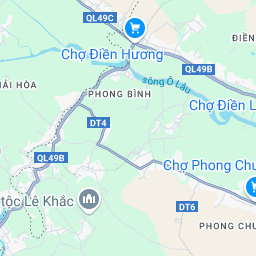 QL49C
Chợ Điền Hương
ĐIỀN
QL49B
sông Ô Lâu
HẢI HÒA
PHONG BÌNH
Chợ Điền L
DT4
QL49B
Chợ Phong Chư
QL49B
tộc Lê Khắc
DT6
PHONG CHƯ